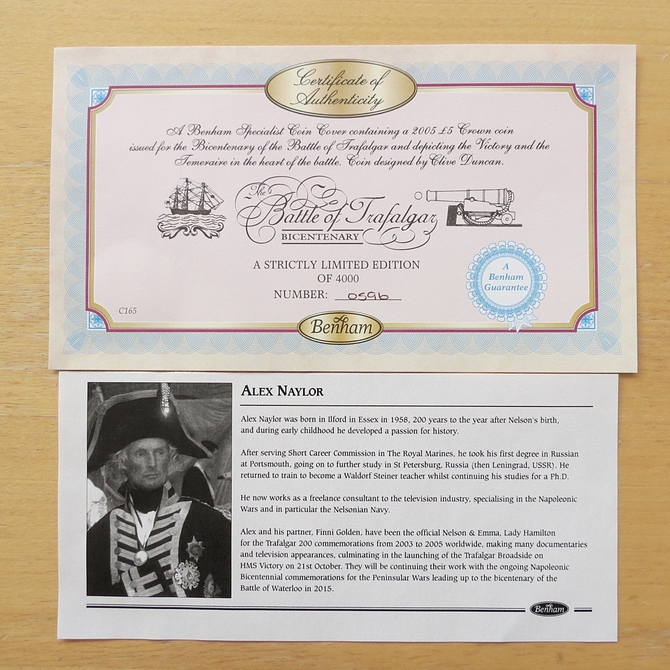 Certificate of
Authenticity
A Benham Specialist Coin Cover containing a 2005 £5 Crown coin
issued for the Bicentenary of the Battle of Trafalgar and depicting the Victory and the
Temeraire in the heart of the battle. Coin designed by Clive Duncan.
The
Battle of Trafalgar
BICENTENARY
A STRICTLY LIMITED EDITION
OF 4000
NUMBER: 0596
A
Benham
Guarantee
C165
Benham
ALEX NAYLOR
Alex Naylor was born in Ilford in Essex in 1958, 200 years to the year after Nelson's birth,
and during early childhood he developed a passion for history.
After serving Short Career Commission in The Royal Marines, he took his first degree in Russian
at Portsmouth, going on to further study in St Petersburg, Russia (then Leningrad, USSR). He
returned to train to become a Waldorf Steiner teacher whilst continuing his studies for a Ph.D.
He now works as a freelance consultant to the television industry, specialising in the Napoleonic
Wars and in particular the Nelsonian Navy.
Alex and his partner, Finni Golden, have been the official Nelson & Emma, Lady Hamilton
for the Trafalgar 200 commemorations from 2003 to 2005 worldwide, making many documentaries
and television appearances, culminating in the launching of the Trafalgar Broadside on
HMS Victory on 21st October. They will be continuing their work with the ongoing Napoleonic
Bicentennial commemorations for the Peninsular Wars leading up to the bicentenary of the
Battle of Waterloo in 2015.
Benham